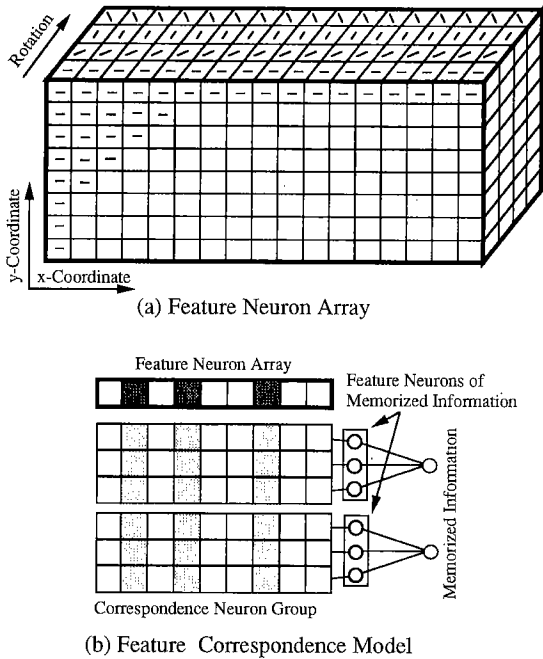 Rotation
y-Coordinate
x-Coordinate
(a) Feature Neuron Array
Feature Neuron Array
Feature Neurons of
Memorized Information
Memorized Information
Correspondence Neuron Group
(b) Feature Correspondence Model